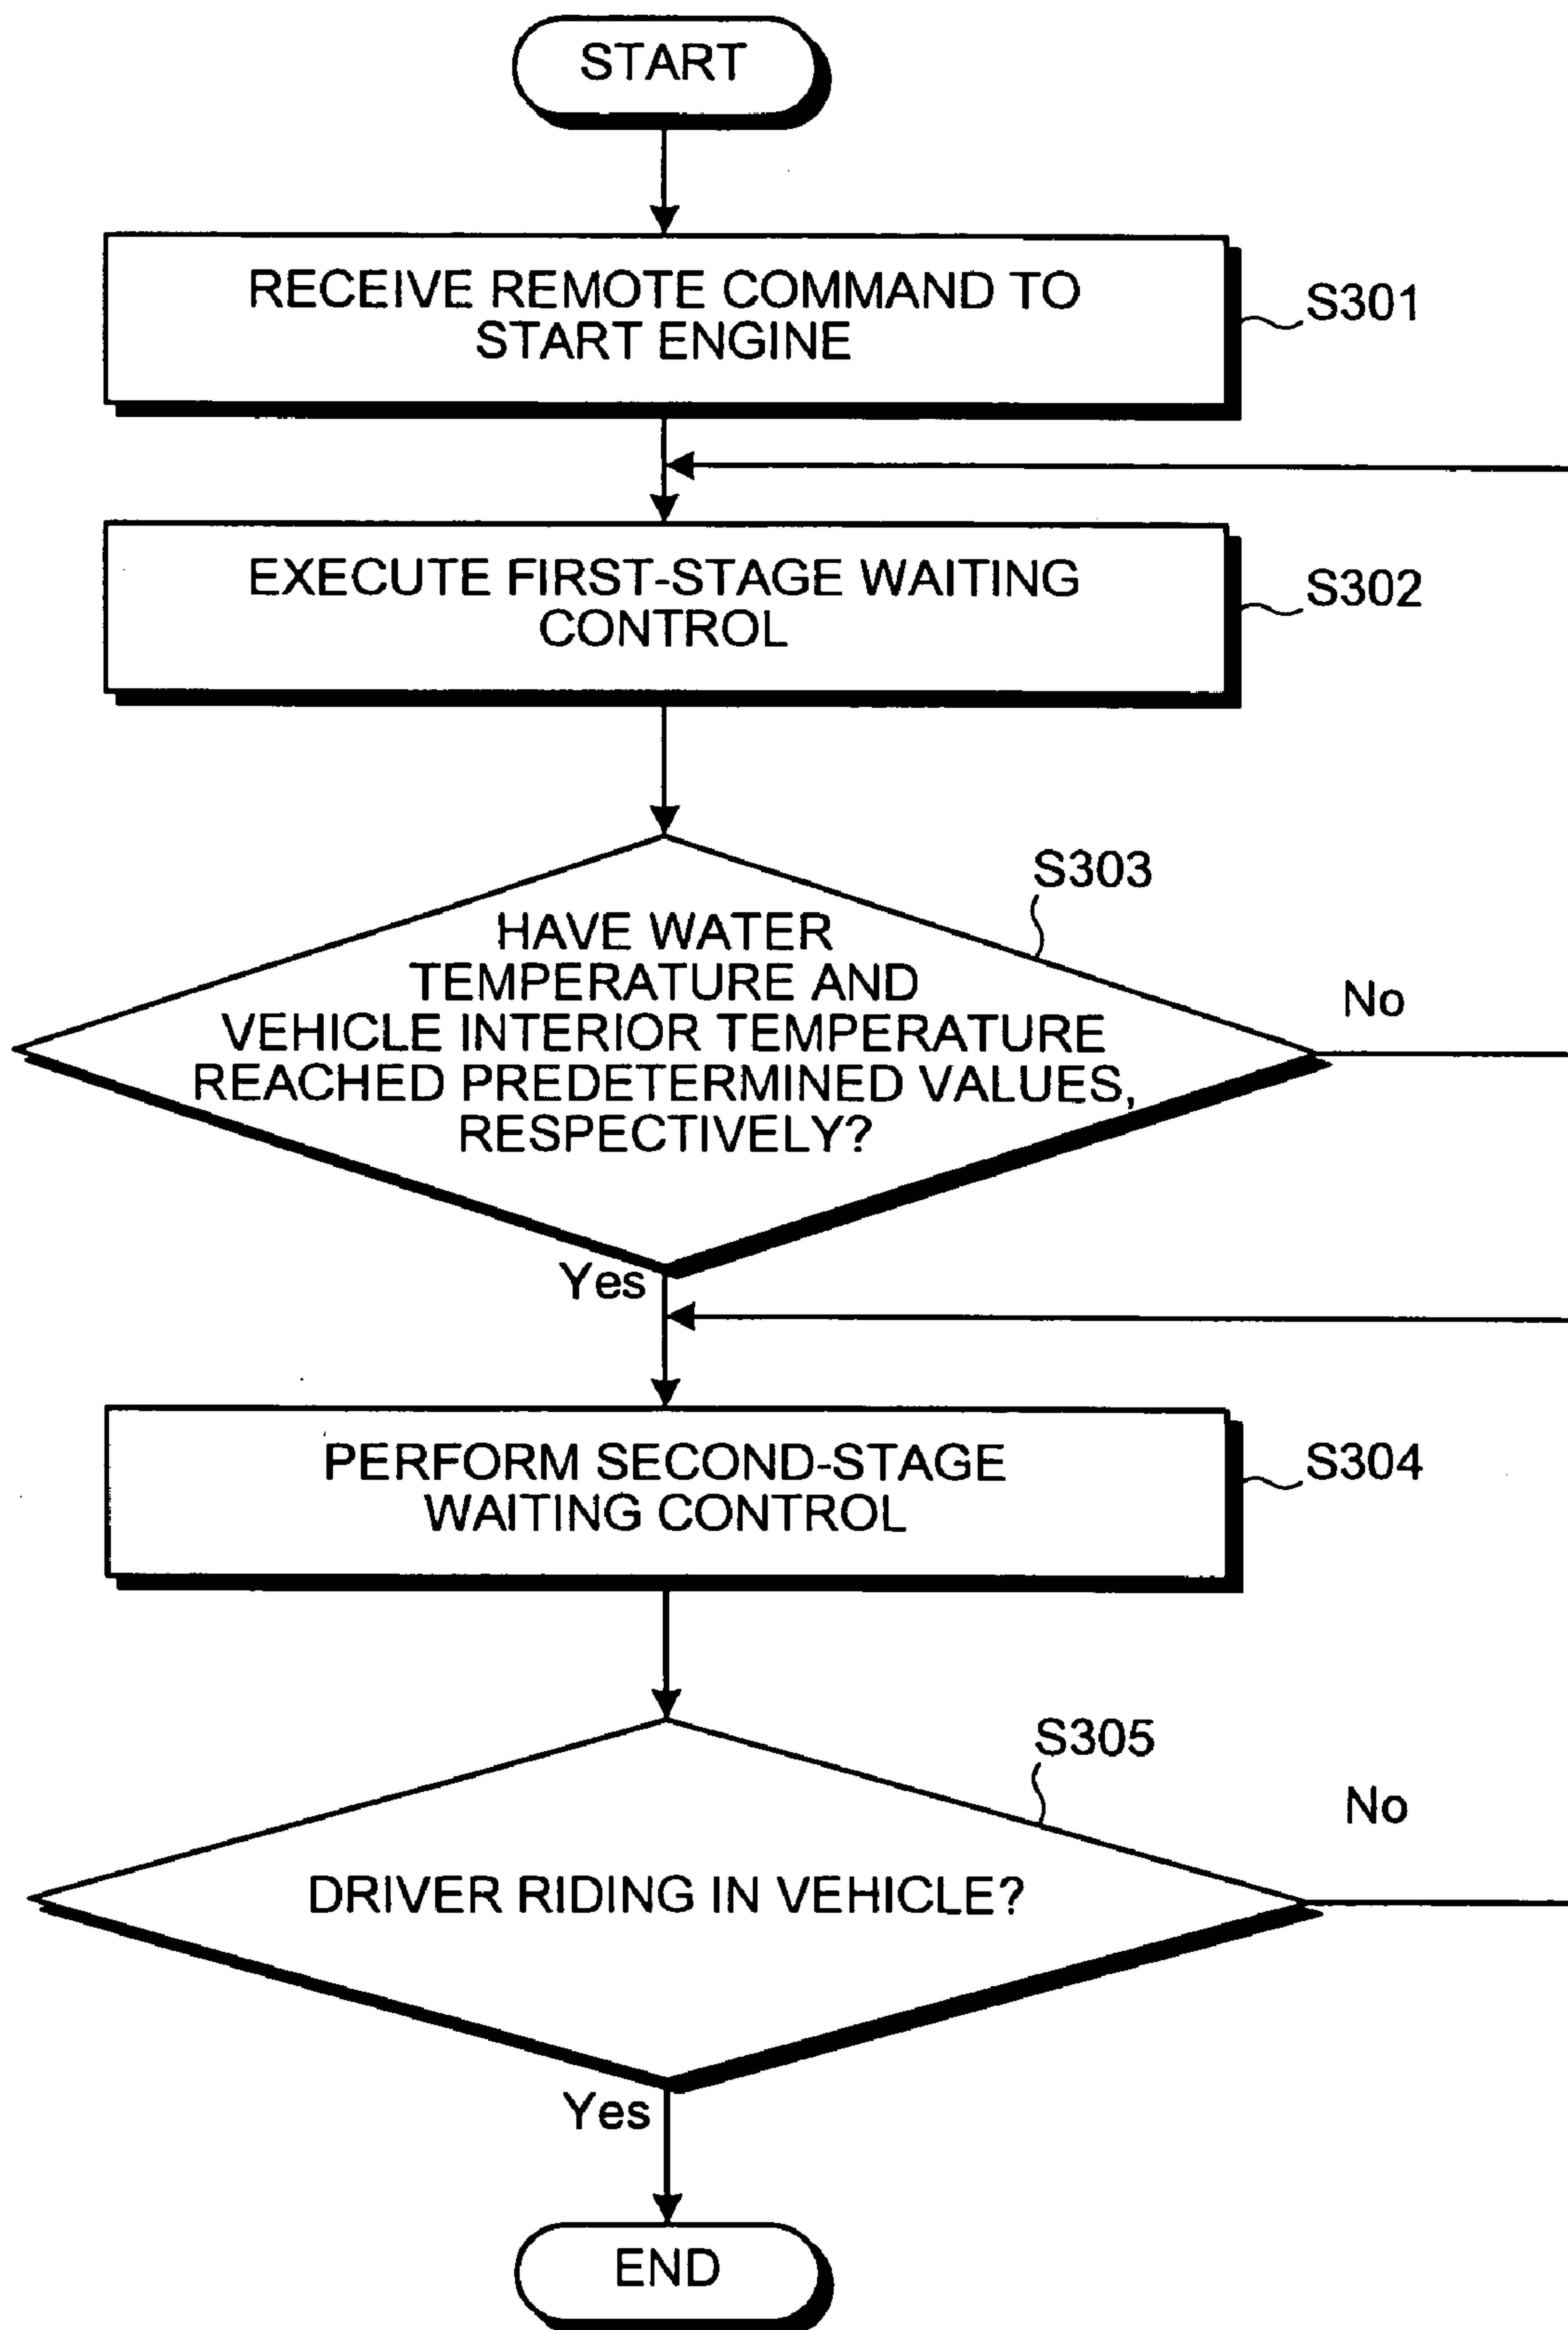 START
RECEIVE REMOTE COMMAND TO
START ENGINE
S301
EXECUTE FIRST-STAGE WAITING
CONTROL
S302
S303
HAVE WATER
TEMPERATURE AND
VEHICLE INTERIOR TEMPERATURE
REACHED PREDETERMINED VALUES,
RESPECTIVELY?
No
Yes
PERFORM SECOND-STAGE
WAITING CONTROL
S304
S305
DRIVER RIDING IN VEHICLE?
No
Yes
END